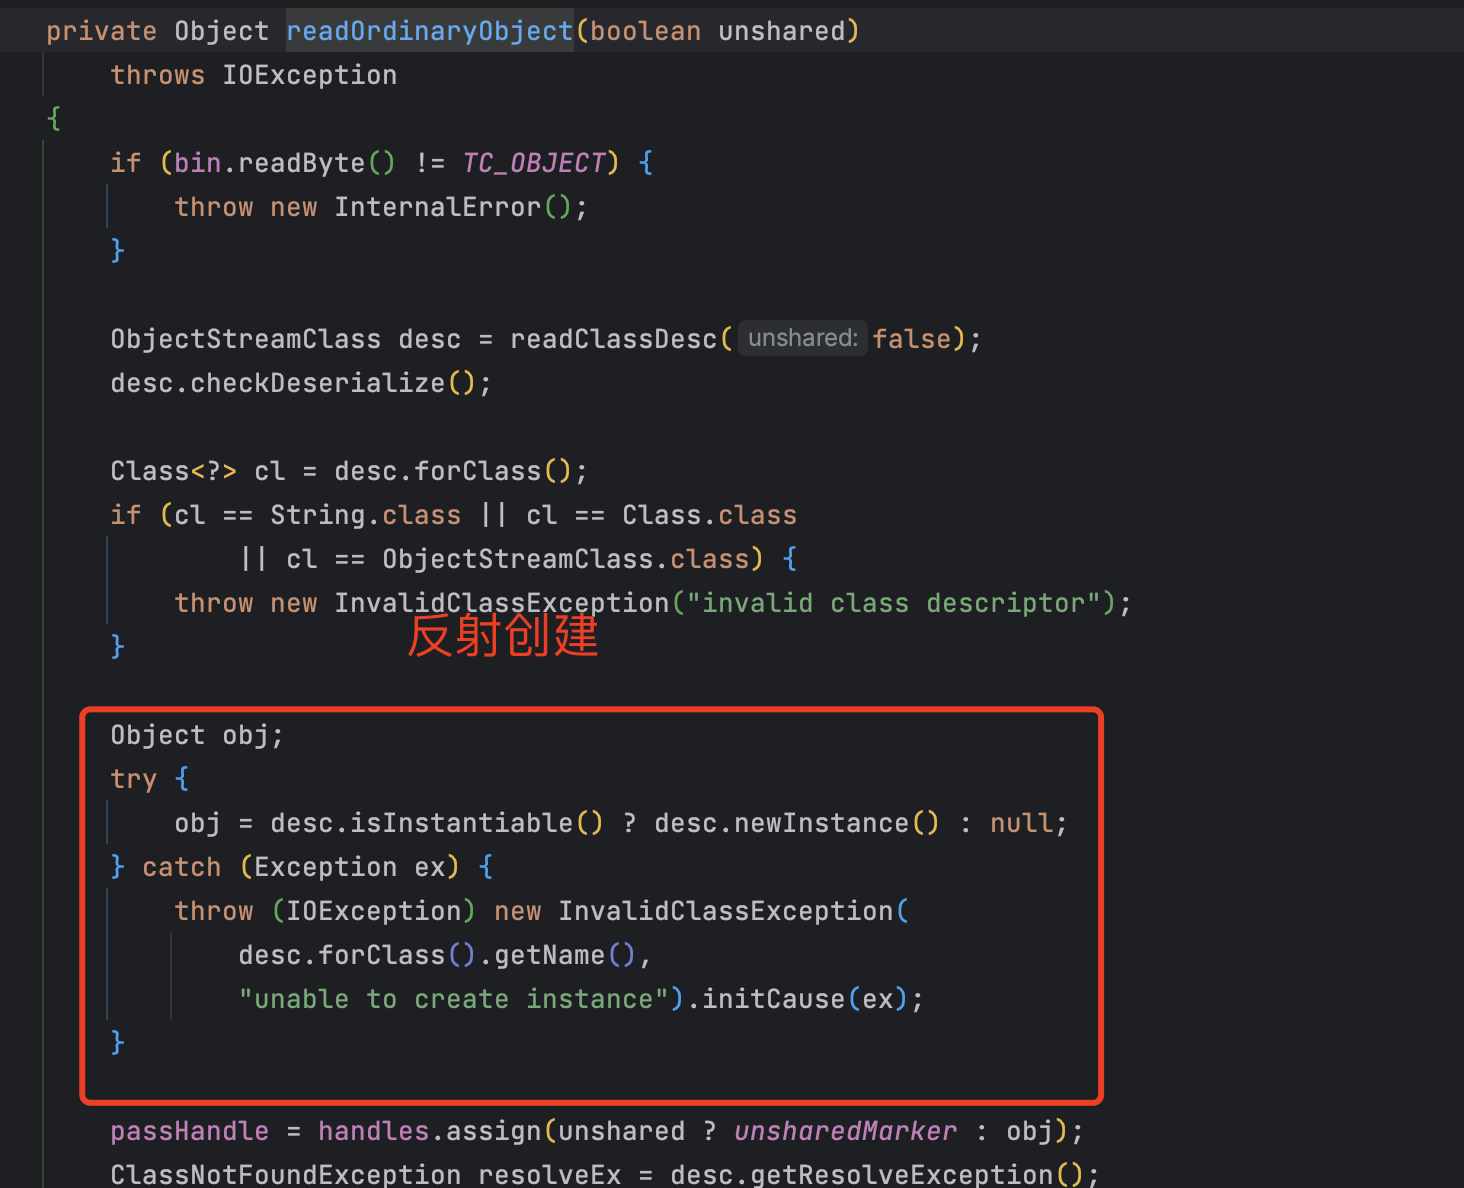 private Object readOrdinaryObject(boolean unshared)
    throws IOException
{
    if (bin.readByte() != TC_OBJECT) {
        throw new InternalError();
    }
    ObjectStreamClass desc = readClassDesc( unshared: false);
    desc.checkDeserialize();
    Class<?> cl = desc.forClass();
    if (cl == String.class || cl == Class.class
            || cl == ObjectStreamClass.class) {
        throw new InvalidClassException("invalid class descriptor");
反射创建
    }
    Object obj;
    try {
        obj = desc.isInstantiable() ? desc.newInstance() : null;
    } catch (Exception ex) {
        throw (IOException) new InvalidClassException(
            desc.forClass().getName(),
            "unable to create instance").initCause(ex);
    }
    passHandle = handles.assign(unshared ? unsharedMarker : obj);
    ClassNotFoundException resolveEx = desc.getResolveException();